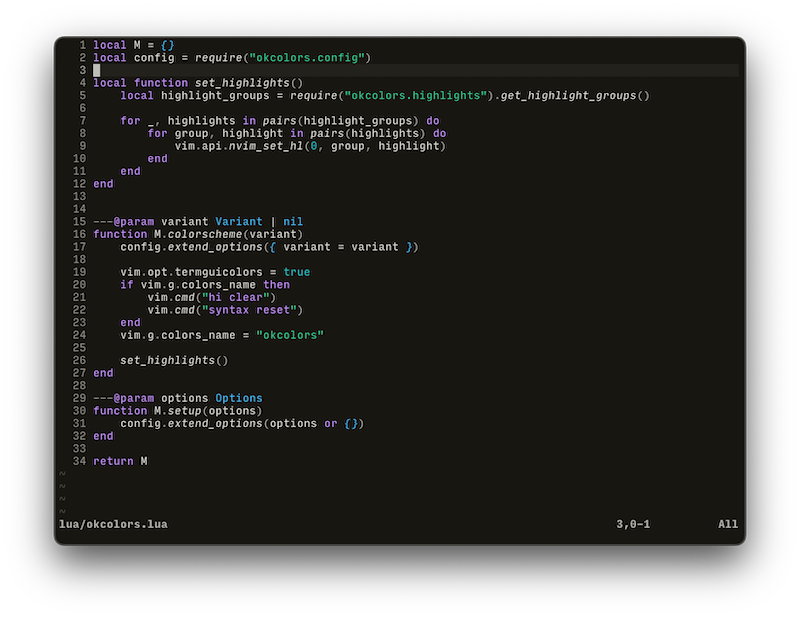 1 local M = {}
2 local config = require("okcolors.config")
3
4 local function set_highlights()
5     local highlight_groups = require("okcolors.highlights").get_highlight_groups()
6
7     for _, highlights in pairs(highlight_groups) do
8         for group, highlight in pairs(highlights) do
9             vim.api.nvim_set_hl(0, group, highlight)
10         end
11     end
12 end
13
14
15 ---@param variant Variant | nil
16 function M.colorscheme(variant)
17     config.extend_options({ variant = variant })
18
19     vim.opt.termguicolors = true
20     if vim.g.colors_name then
21         vim.cmd("hi clear")
22         vim.cmd("syntax reset")
23     end
24     vim.g.colors_name = "okcolors"
25
26     set_highlights()
27 end
28
29 ---@param options Options
30 function M.setup(options)
31     config.extend_options(options or {})
32 end
33
34 return M
~
~
~
~
lua/okcolors.lua 3,0-1 All